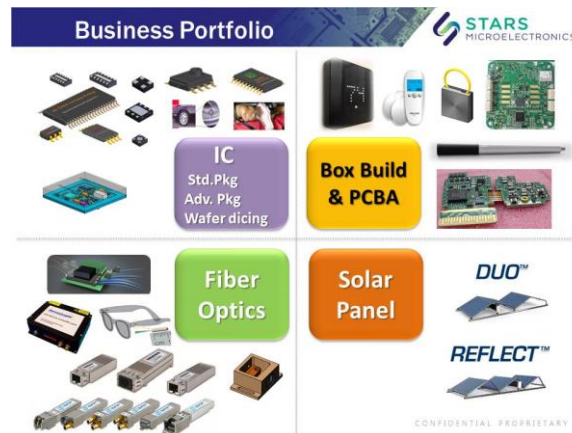 Business Portfolio
STARS
MICROELECTRONICS
IC
Std.Pkg
Adv. Pkg
Wafer dicing
Box Build
& PCBA
Fiber
Optics
Solar
Panel
DUO™
REFLECT™
CONFIDENTIAL PROPRIETARY